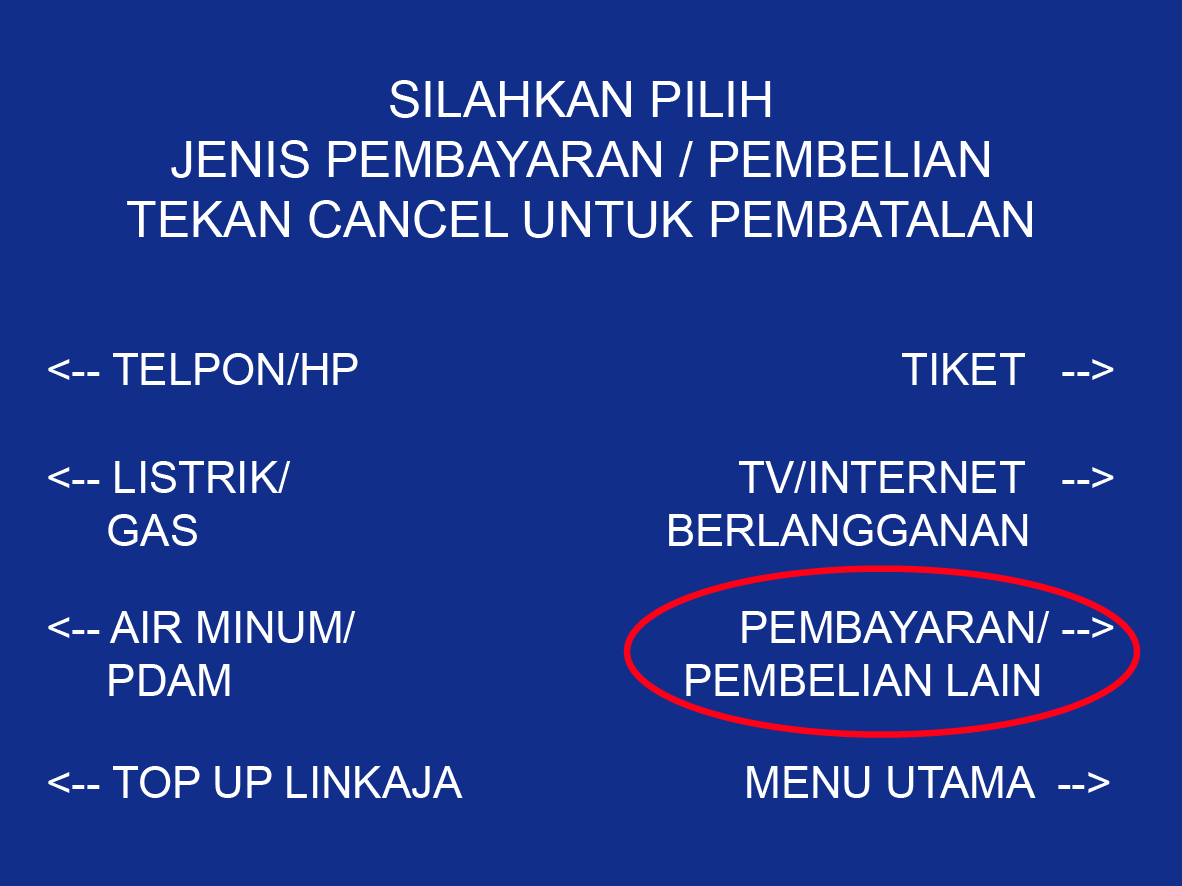 SILAHKAN PILIH
JENIS PEMBAYARAN / PEMBELIAN
TEKAN CANCEL UNTUK PEMBATALAN
<-- TELPON/HP
TIKET -->
<-- LISTRIK/
GAS
TV/INTERNET -->
BERLANGGANAN
<-- AIR MINUM/
PDAM
PEMBAYARAN/ -->
PEMBELIAN LAIN
<-- TOP UP LINKAJA
MENU UTAMA -->